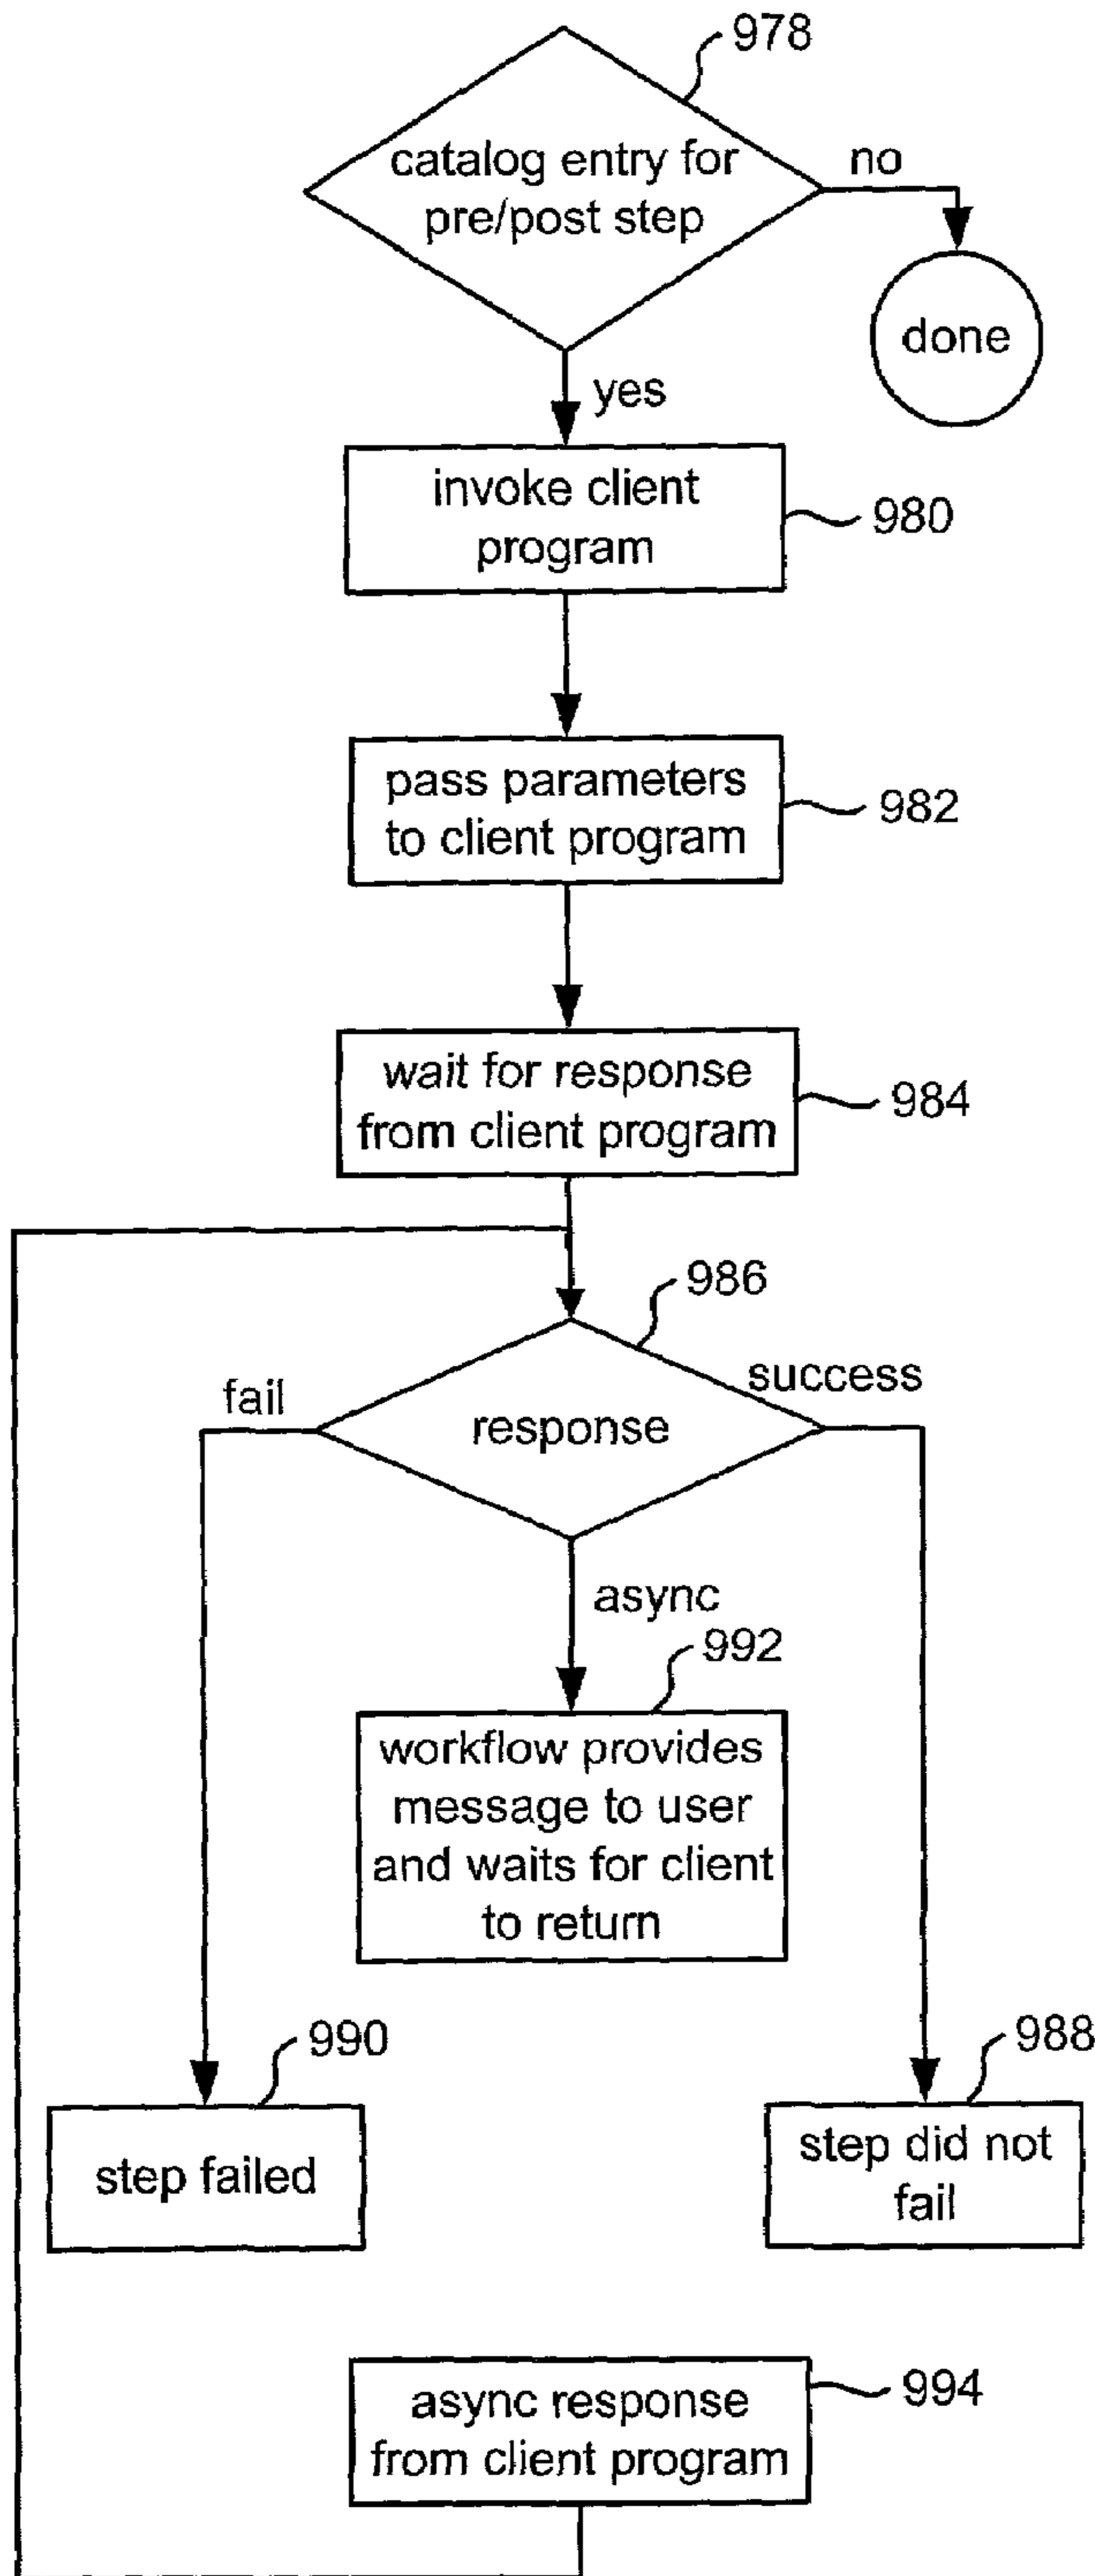 978
catalog entry for
pre/post step
no
done
yes
invoke client
program
980
pass parameters
to client program
982
wait for response
from client program
984
986
fail
success
response
async
992
workflow provides
message to user
and waits for client
to return
990
988
step failed
step did not
fail
994
async response
from client program